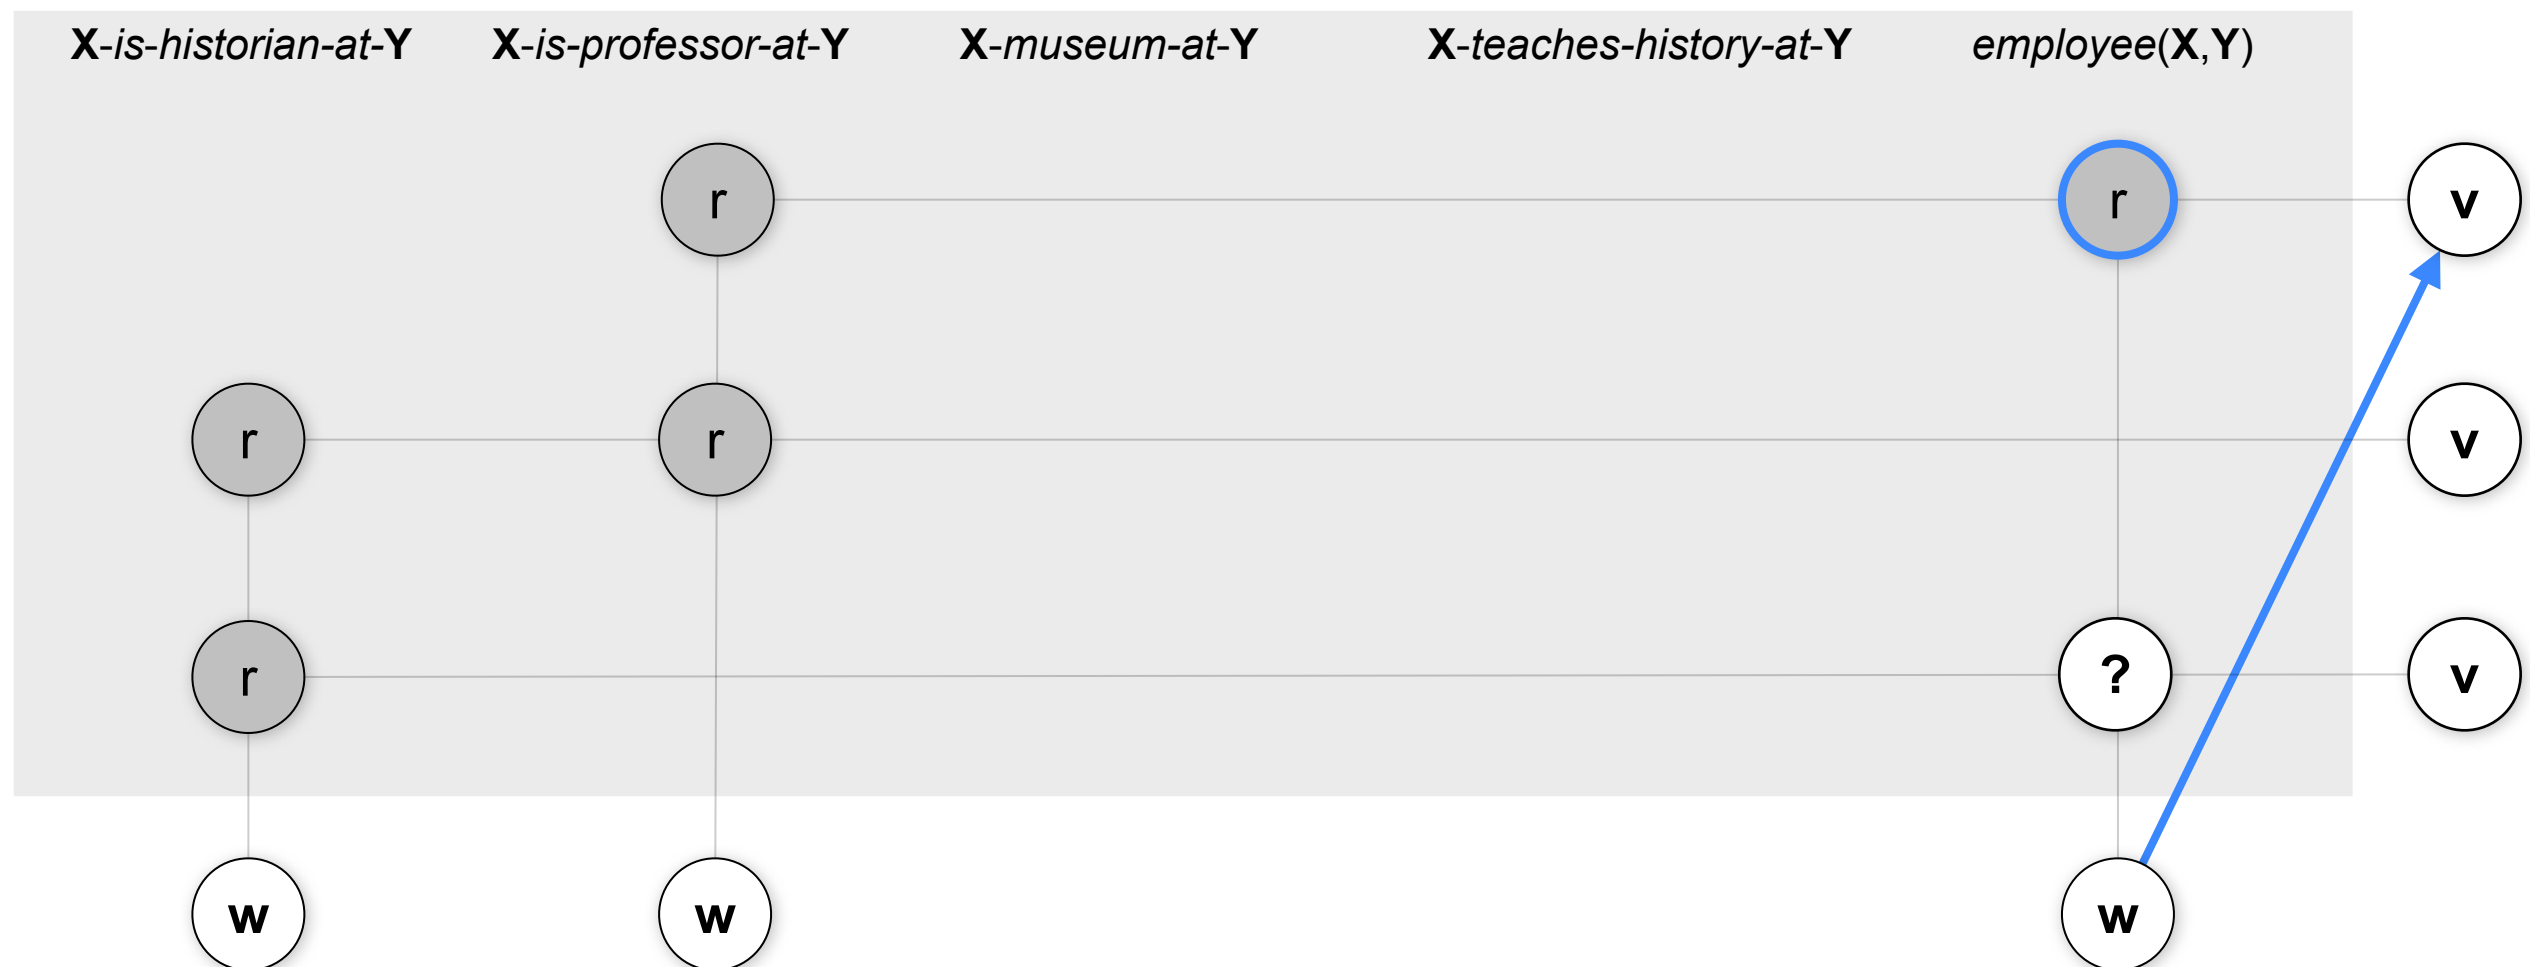 X-is-historian-at-Y X-is-professor-at-Y X-museum-at-Y X-teaches-history-at-Y employee(X,Y)
r r v
r r v
r ? v
w w w